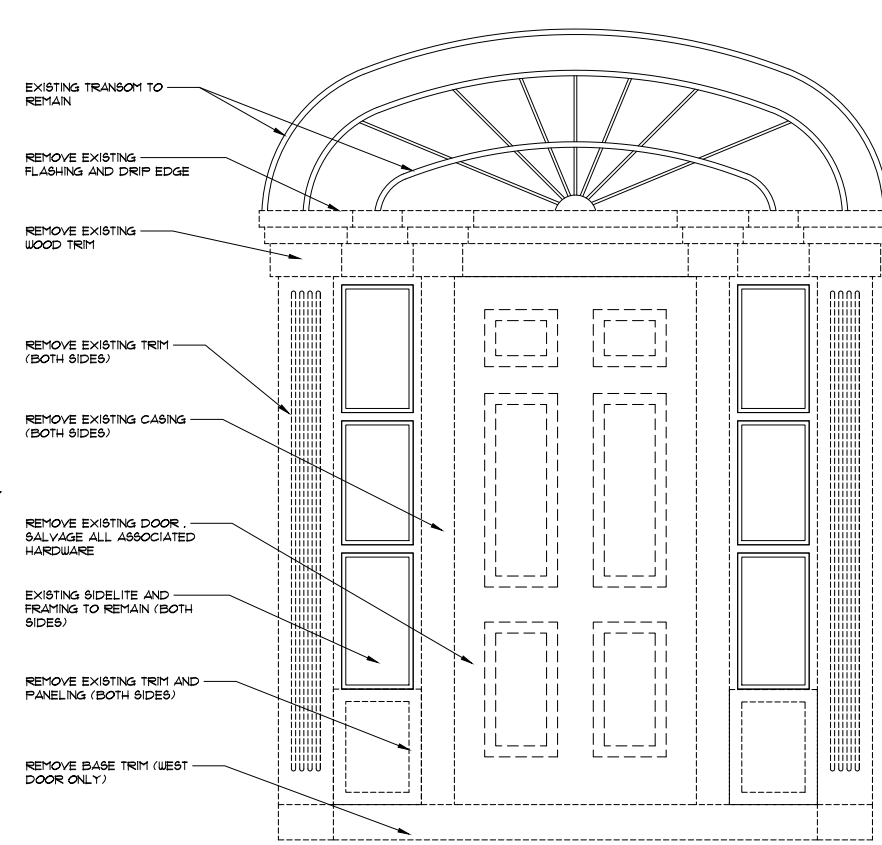 EXISTING TRANSOM TO
REMAIN
REMOVE EXISTING
FLASHING AND DRIP EDGE
REMOVE EXISTING
WOOD TRIM
REMOVE EXISTING TRIM
(BOTH SIDES)
REMOVE EXISTING CASING
(BOTH SIDES)
REMOVE EXISTING DOOR .
SALVAGE ALL ASSOCIATED
HARDWARE
EXISTING SIDELITE AND
FRAMING TO REMAIN (BOTH
SIDES)
REMOVE EXISTING TRIM AND
PANELING (BOTH SIDES)
REMOVE BASE TRIM (WEST
DOOR ONLY)